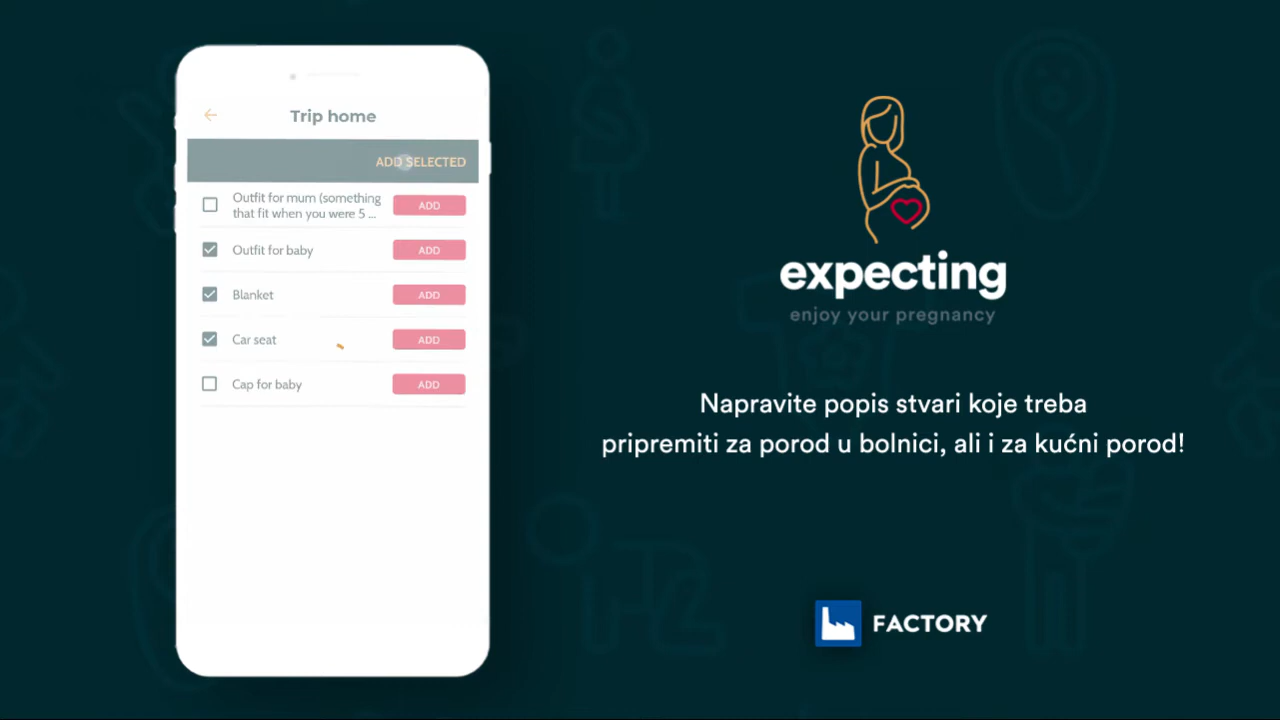 Trip home
ADD SELECTED
Outfit for mum (something
that fit when you were 5 ...
ADD
Outfit for baby
ADD
Blanket
ADD
Car seat
ADD
Cap for baby
ADD
expecting
enjoy your pregnancy
Napravite popis stvari koje treba
pripremiti za porod u bolnici, ali i za kućni porod!
FACTORY